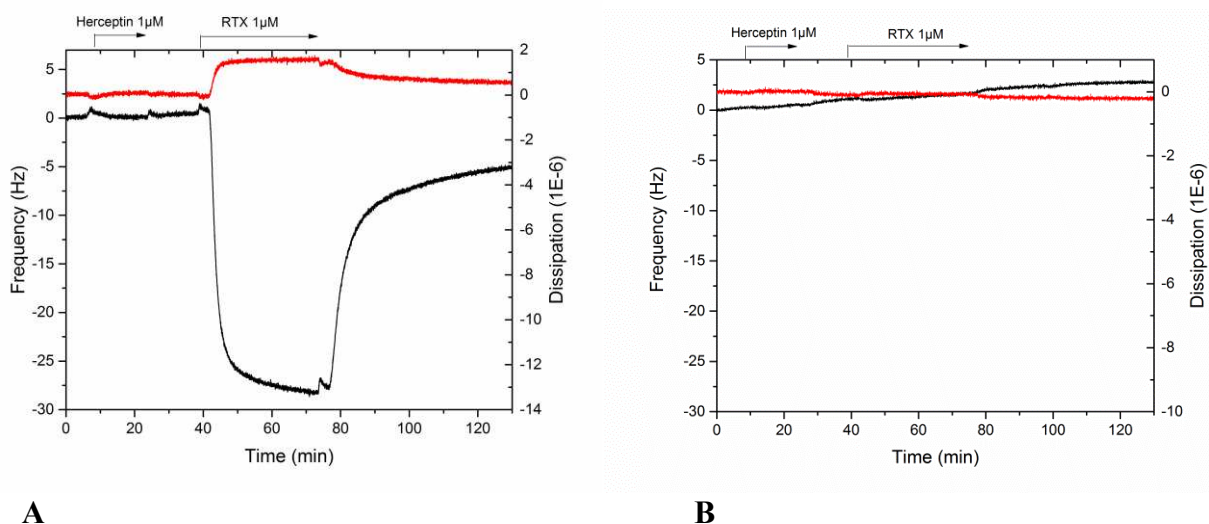 A
B
Herceptin 1µM
RTX 1µM
5
0
-5
-10
-15
-20
-25
-30
Frequency (Hz)
2
0
-2
-4
-6
-8
-10
-12
-14
Dissipation (1E-6)
0 20 40 60 80 100 120
Time (min)
A
Herceptin 1µM
RTX 1µM
5
0
-5
-10
-15
-20
-25
-30
Frequency (Hz)
0
-2
-4
-6
-8
-10
Dissipation (1E-6)
0 20 40 60 80 100 120
Time (min)
B